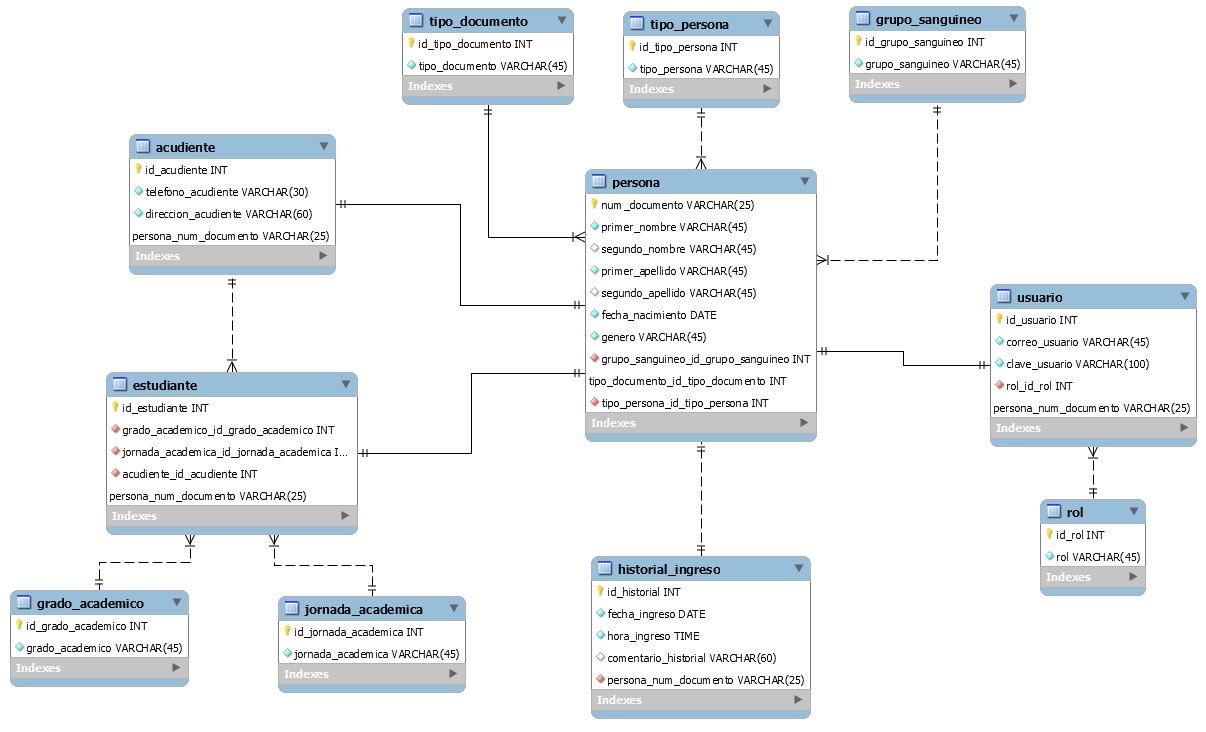 tipo_documento
id_tipo_documento INT
tipo_documento VARCHAR(45)
Indexes
tipo_persona
id_tipo_persona INT
tipo_persona VARCHAR(45)
Indexes
grupo_sanguineo
id_grupo_sanguineo INT
grupo_sanguineo VARCHAR(45)
Indexes
acudiente
id_acudiente INT
telefono_acudiente VARCHAR(30)
direccion_acudiente VARCHAR(60)
persona_num_documento VARCHAR(25)
Indexes
persona
num_documento VARCHAR(25)
primer_nombre VARCHAR(45)
segundo_nombre VARCHAR(45)
primer_apellido VARCHAR(45)
segundo_apellido VARCHAR(45)
fecha_nacimiento DATE
genero VARCHAR(45)
grupo_sanguineo_id_grupo_sanguineo INT
tipo_documento_id_tipo_documento INT
tipo_persona_id_tipo_persona INT
Indexes
usuario
id_usuario INT
correo_usuario VARCHAR(45)
clave_usuario VARCHAR(100)
rol_id_rol INT
persona_num_documento VARCHAR(25)
Indexes
estudiante
id_estudiante INT
grado_academico_id_grado_academico INT
jornada_academica_id_jornada_academica I...
acudiente_id_acudiente INT
persona_num_documento VARCHAR(25)
Indexes
rol
id_rol INT
rol VARCHAR(45)
Indexes
historial_ingreso
id_historial INT
fecha_ingreso DATE
hora_ingreso TIME
comentario_historial VARCHAR(60)
persona_num_documento VARCHAR(25)
Indexes
grado_academico
id_grado_academico INT
grado_academico VARCHAR(45)
Indexes
jornada_academica
id_jornada_academica INT
jornada_academica VARCHAR(45)
Indexes